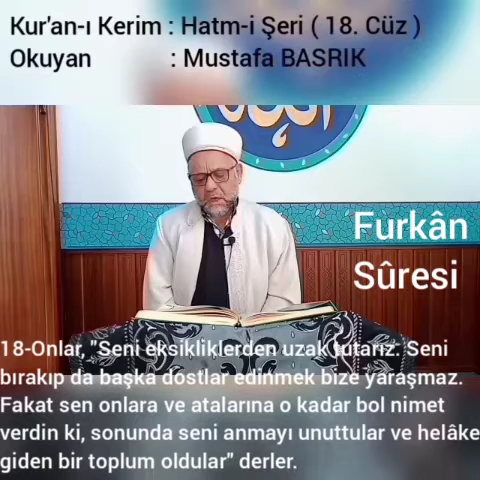 Kur'an-ı Kerim : Hatm-i Şeri ( 18. Cüz )
Okuyan : Mustafa BASRIK
Furkân
Sûresi
18-Onlar, "Seni eksikliklerden uzak tutarız. Seni
bırakıp da başka dostlar edinmek bize yaraşmaz.
Fakat sen onlara ve atalarına o kadar bol nimet
verdin ki, sonunda seni anmayı unuttular ve helâke
giden bir toplum oldular" derler.